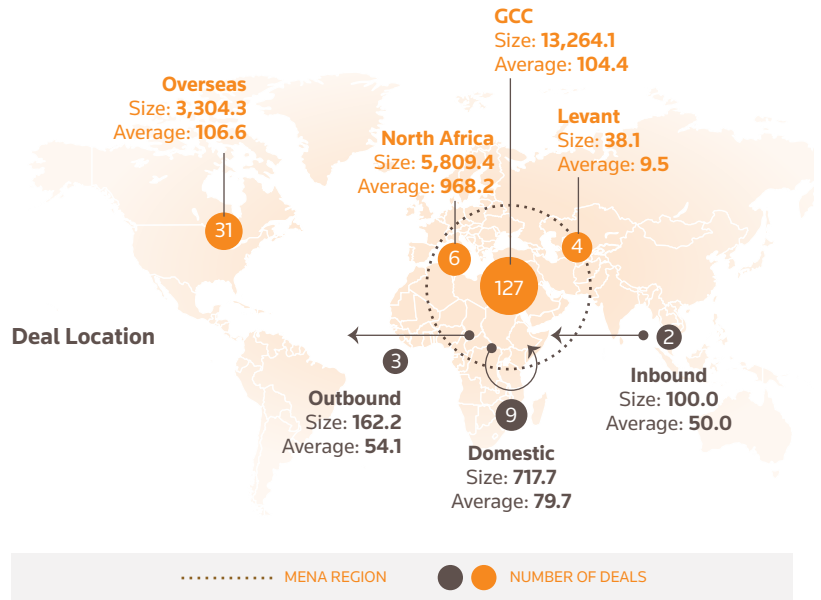 GCC
Size: 13,264.1
Average: 104.4
Overseas
Size: 3,304.3
Average: 106.6
North Africa
Size: 5,809.4
Average: 968.2
Levant
Size: 38.1
Average: 9.5
31
6
4
127
Deal Location
3
2
Outbound
Size: 162.2
Average: 54.1
9
Domestic
Size: 717.7
Average: 79.7
Inbound
Size: 100.0
Average: 50.0
MENA REGION
NUMBER OF DEALS